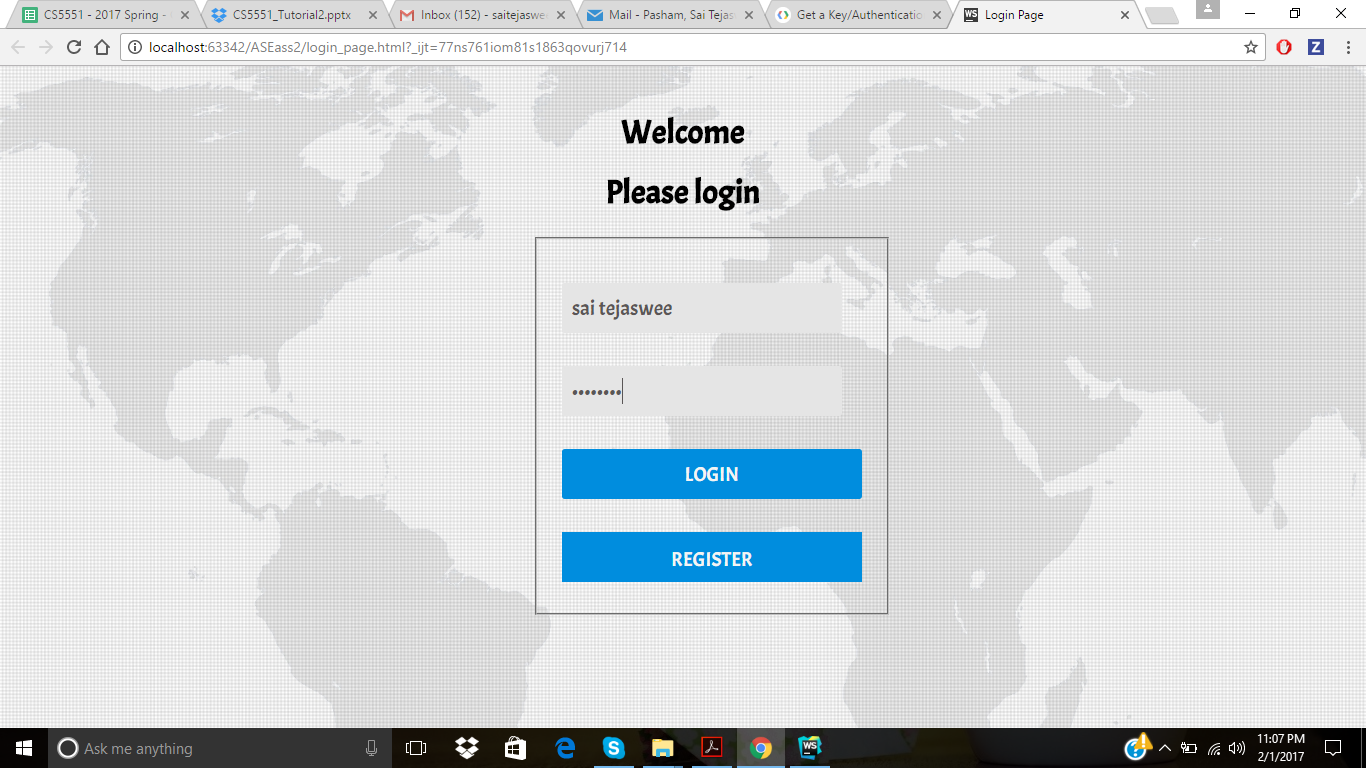 CS5551 - 2017 Spring -
CS5551_Tutorial2.pptx
Inbox (152) - saitejaswe
Mail - Pasham, Sai Tejas
Get a Key/Authenticatio
WS Login Page
localhost:63342/ASEass2/login_page.html?_ijt=77ns761iom81s1863qovurj714
Z
Welcome
Please login
sai tejaswee
••••••••
LOGIN
REGISTER
Ask me anything
WS
11:07 PM
2/1/2017